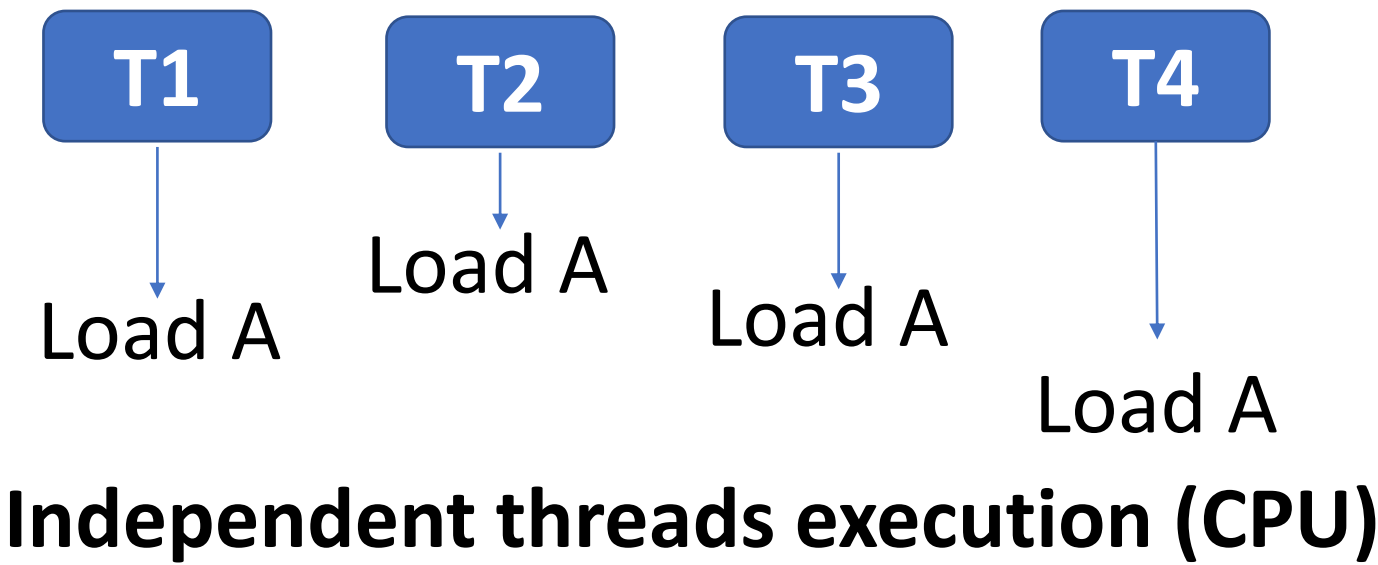 T1
T2
T3
T4
Load A
Load A
Load A
Load A
Independent threads execution (CPU)